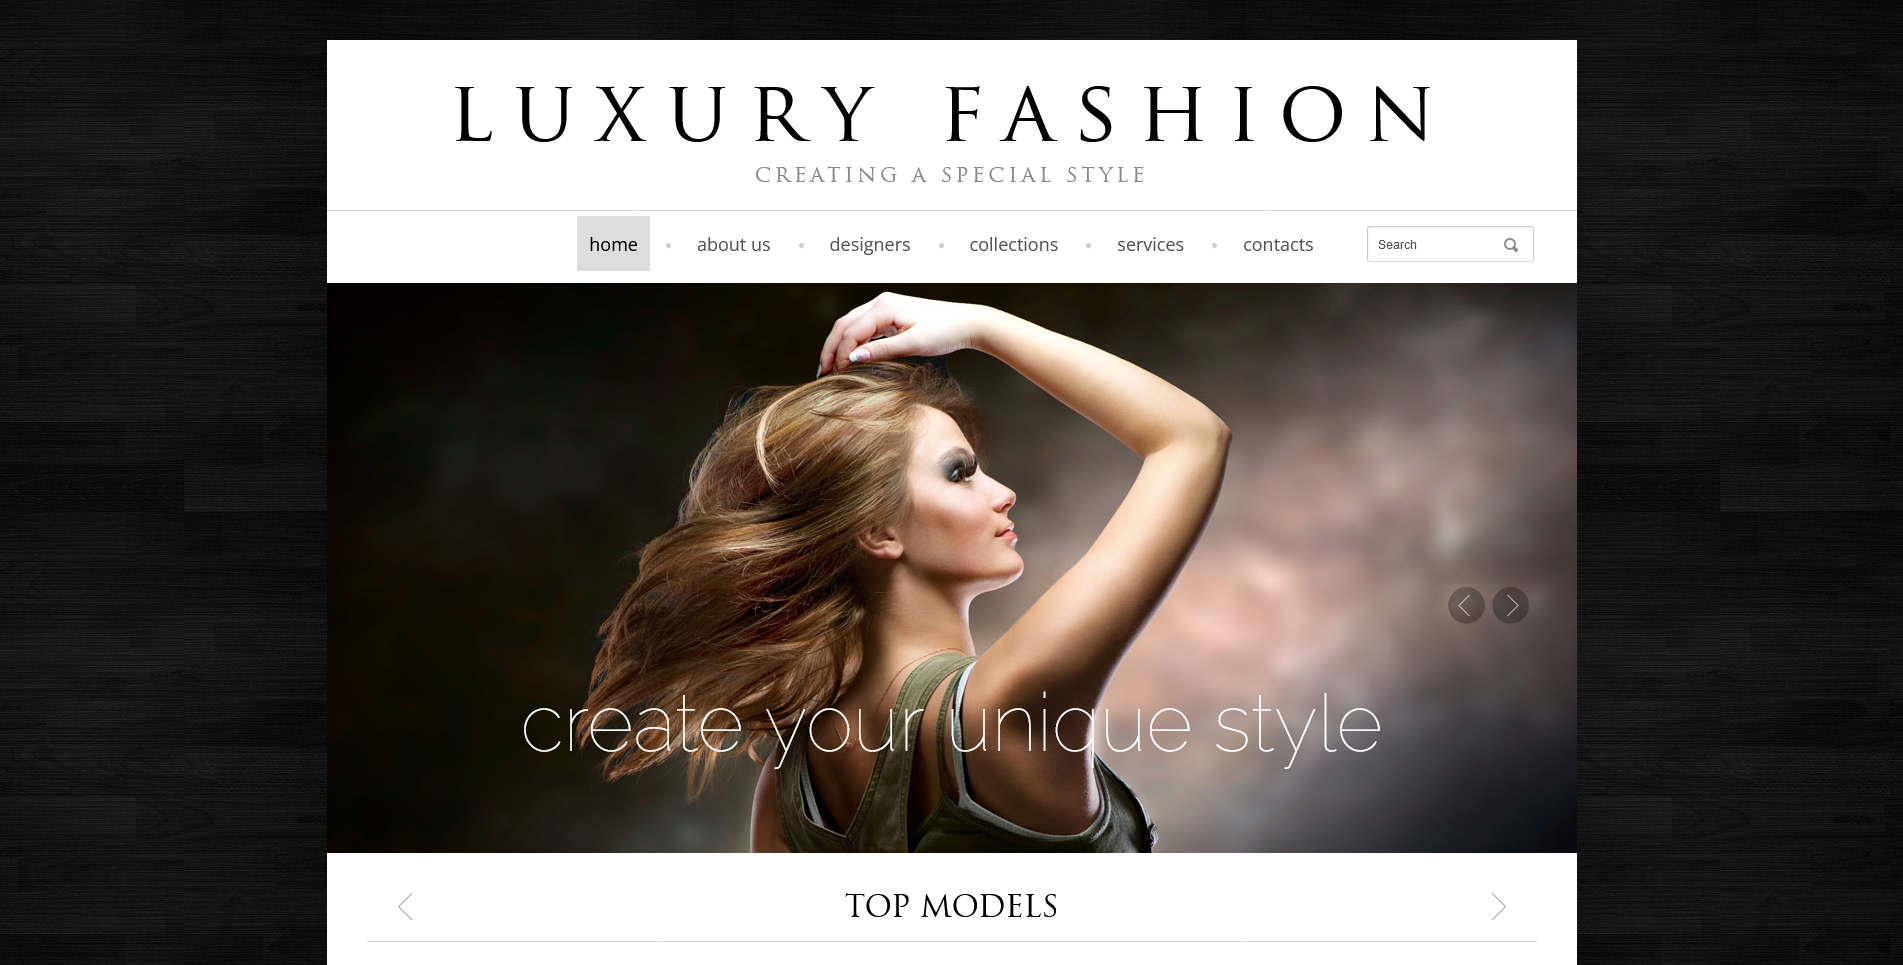 LUXURY FASHION
CREATING A SPECIAL STYLE
home • about us • designers • collections • services • contacts Search
create your unique style
TOP MODELS